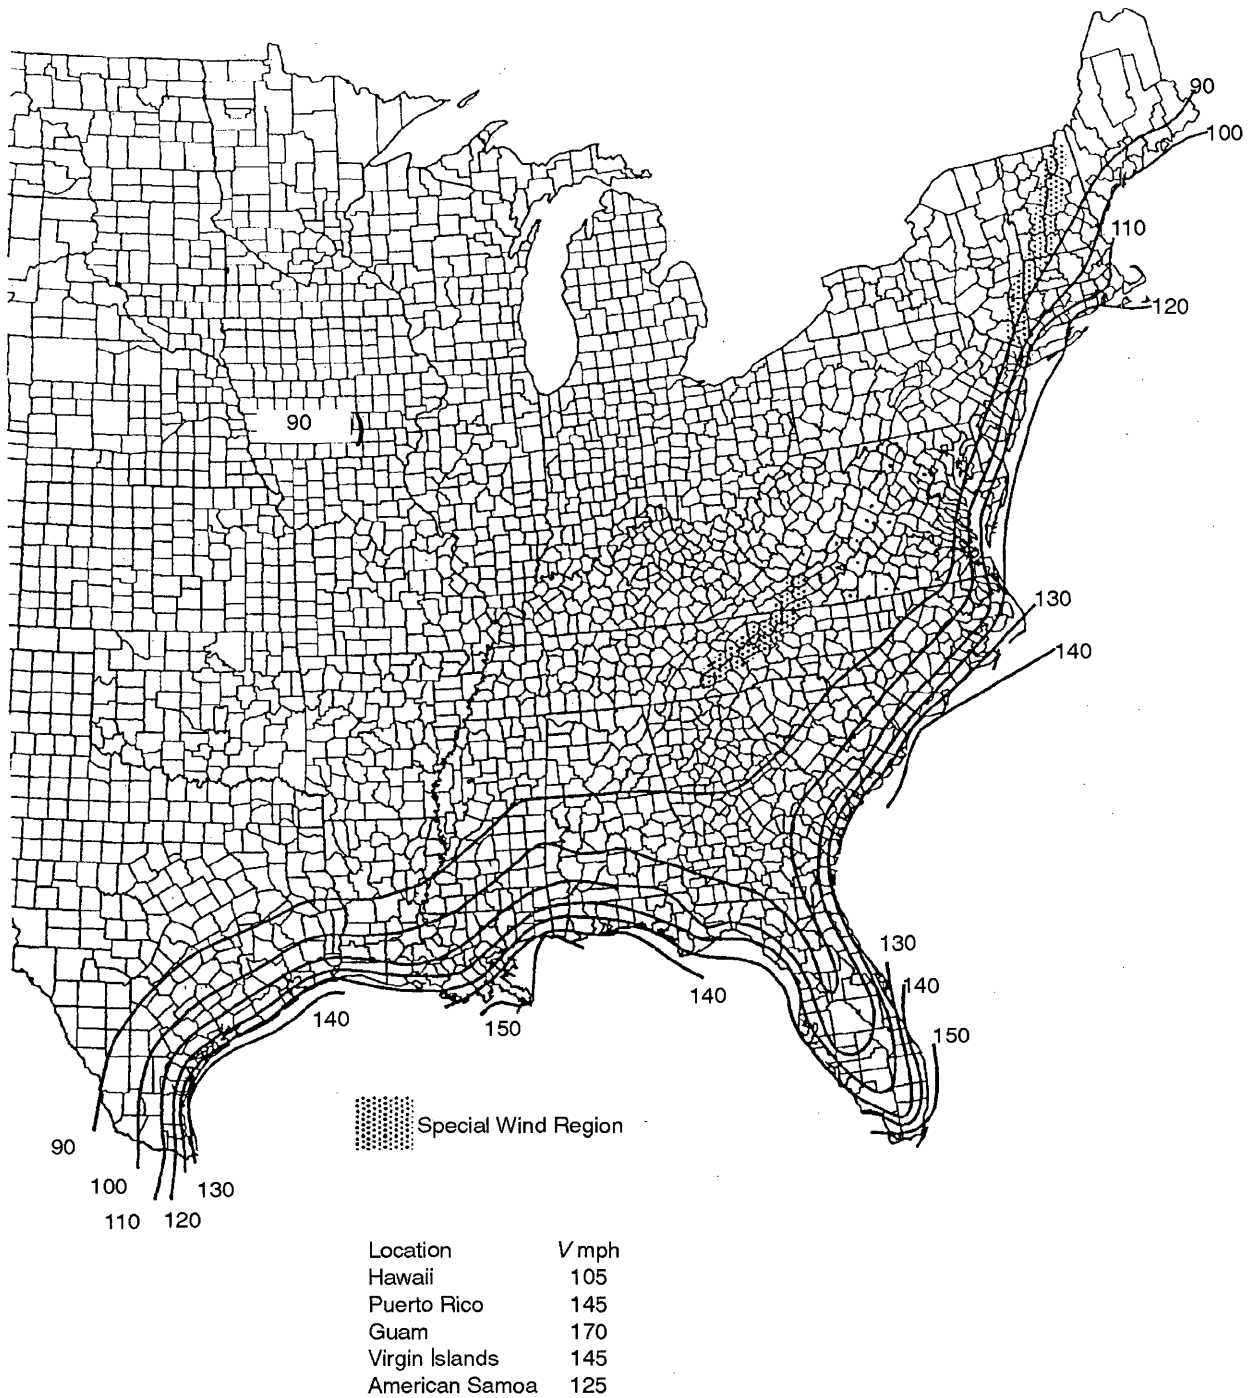 90
100
110
120
90
130
140
130
140
140
140
150
150
Special Wind Region
90
100
130
110
120
Location V mph
Hawaii 105
Puerto Rico 145
Guam 170
Virgin Islands 145
American Samoa 125